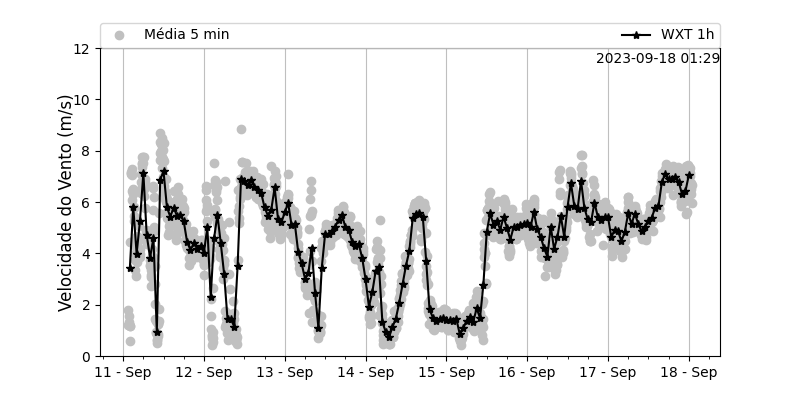 Média 5 min
WXT 1h
2023-09-18 01:29
Velocidade do Vento (m/s)
12
10
8
6
4
2
0
11 - Sep
12 - Sep
13 - Sep
14 - Sep
15 - Sep
16 - Sep
17 - Sep
18 - Sep